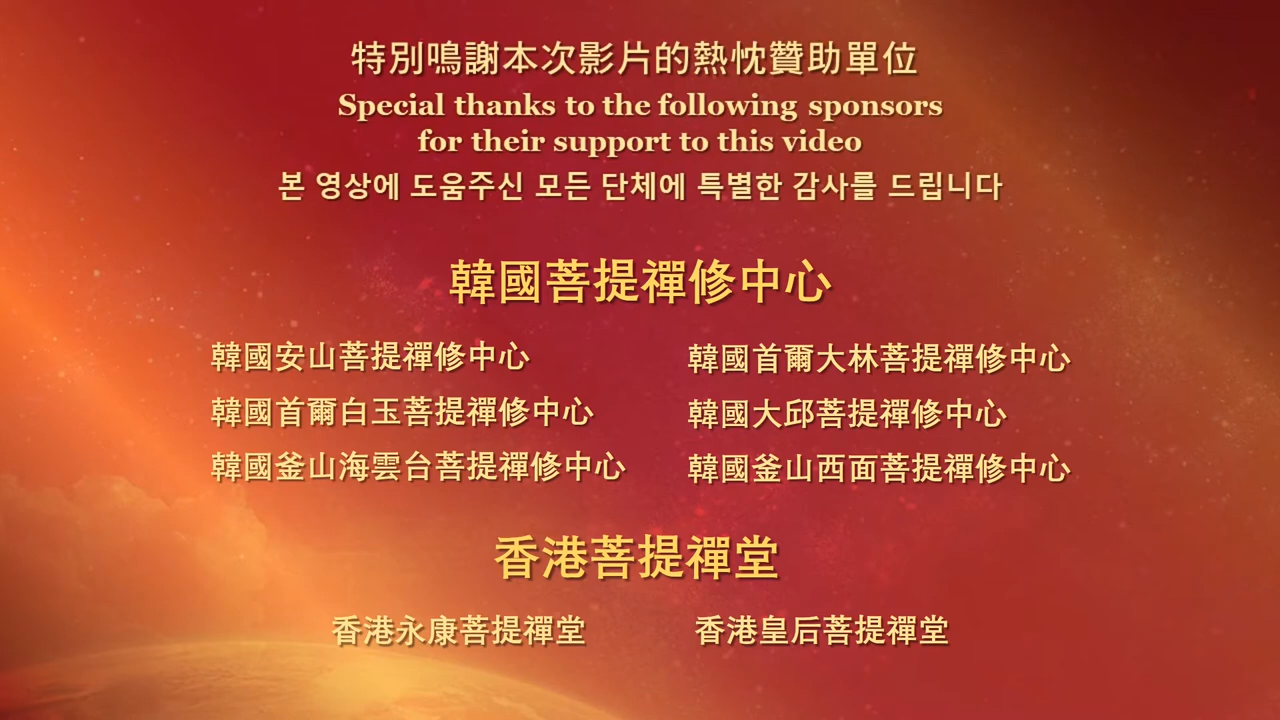 特別鳴謝本次影片的熱忱贊助單位
Special thanks to the following sponsors
for their support to this video
본 영상에 도움주신 모든 단체에 특별한 감사를 드립니다
韓國菩提禪修中心
韓國安山菩提禪修中心
韓國首爾大林菩提禪修中心
韓國首爾白玉菩提禪修中心
韓國大邱菩提禪修中心
韓國釜山海雲台菩提禪修中心
韓國釜山西面菩提禪修中心
香港菩提禪堂
香港永康菩提禪堂
香港皇后菩提禪堂